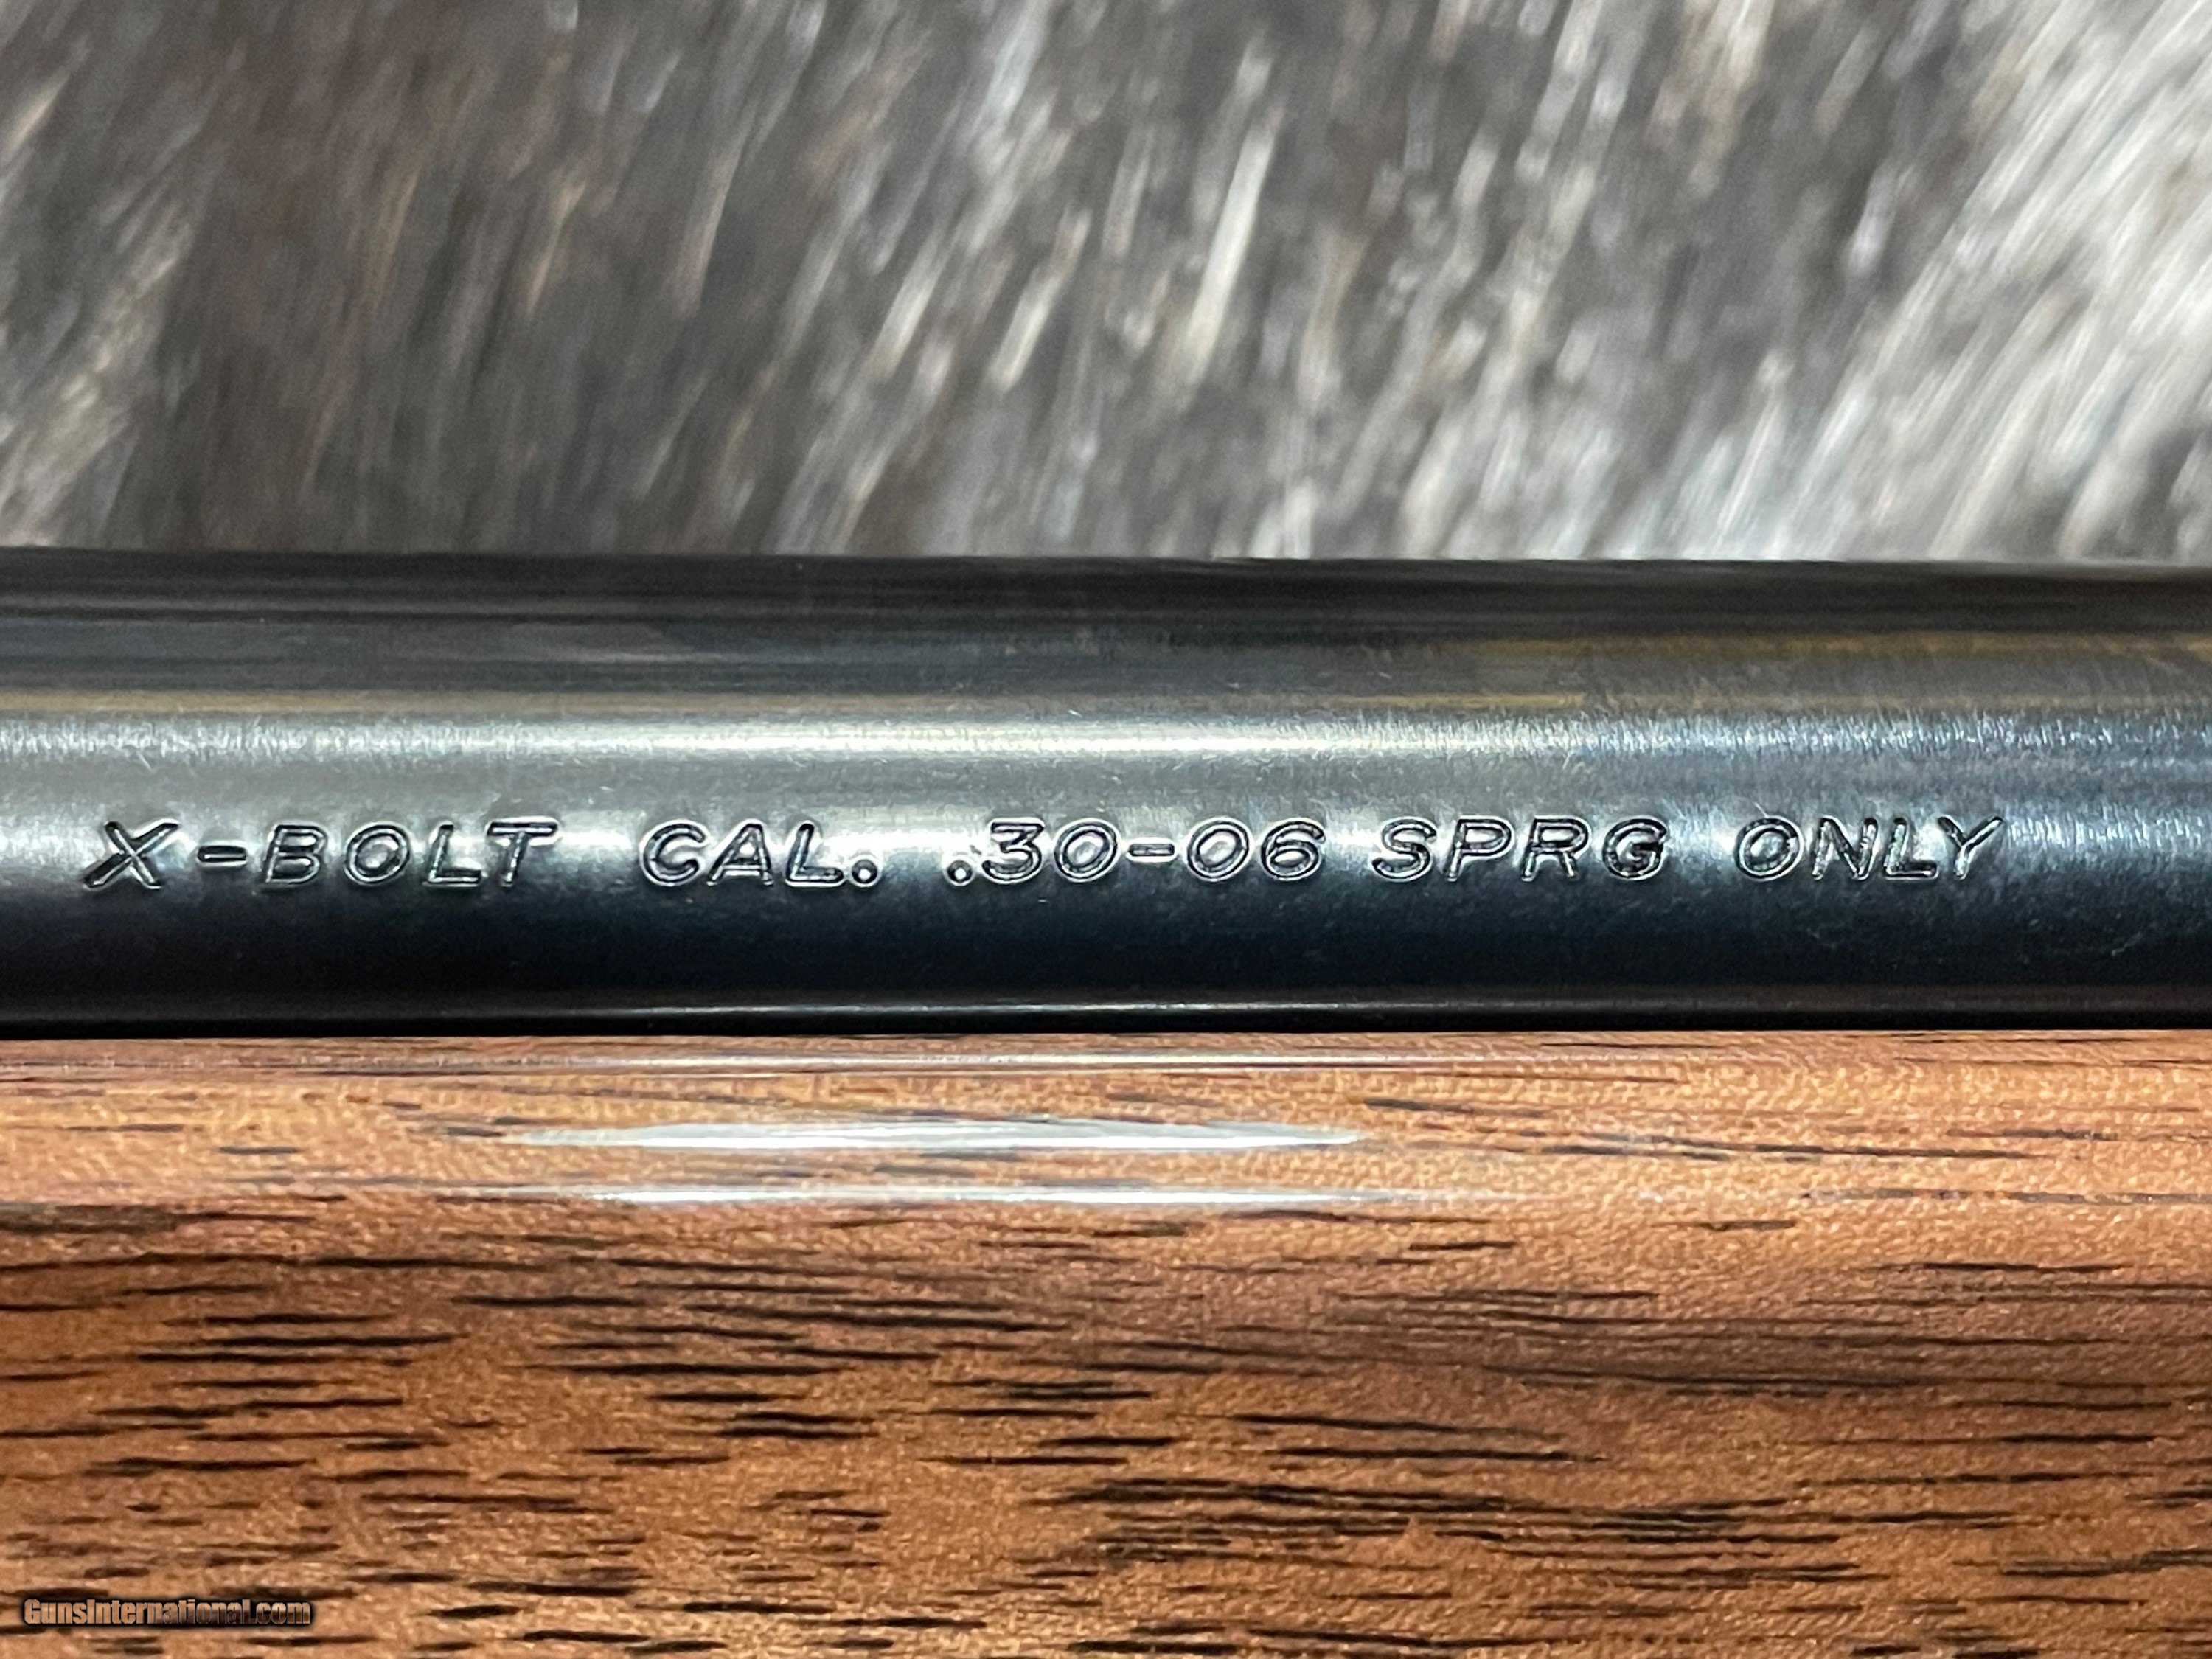 X-BOLT CAL. .30-06 SPRG ONLY
GunsInternational.com